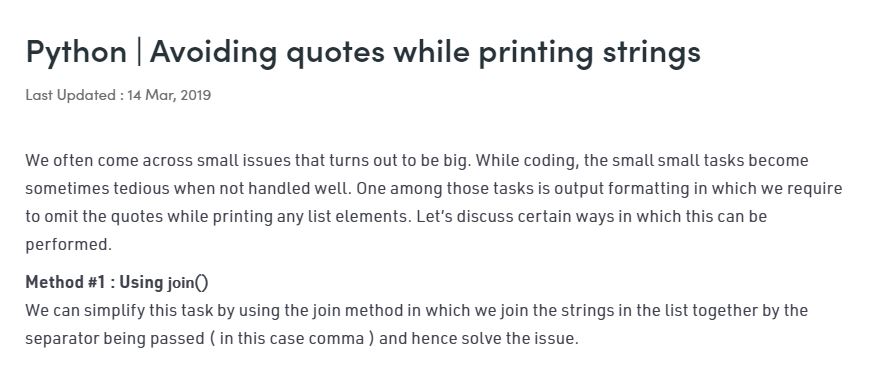 Python | Avoiding quotes while printing strings
Last Updated : 14 Mar, 2019
We often come across small issues that turns out to be big. While coding, the small small tasks become
sometimes tedious when not handled well. One among those tasks is output formatting in which we require
to omit the quotes while printing any list elements. Let’s discuss certain ways in which this can be
performed.
Method #1 : Using join()
We can simplify this task by using the join method in which we join the strings in the list together by the
separator being passed ( in this case comma ) and hence solve the issue.